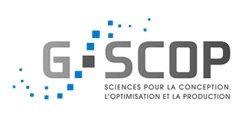 G SCOP
SCIENCES POUR LA CONCEPTION,
L'OPTIMISATION ET LA PRODUCTION